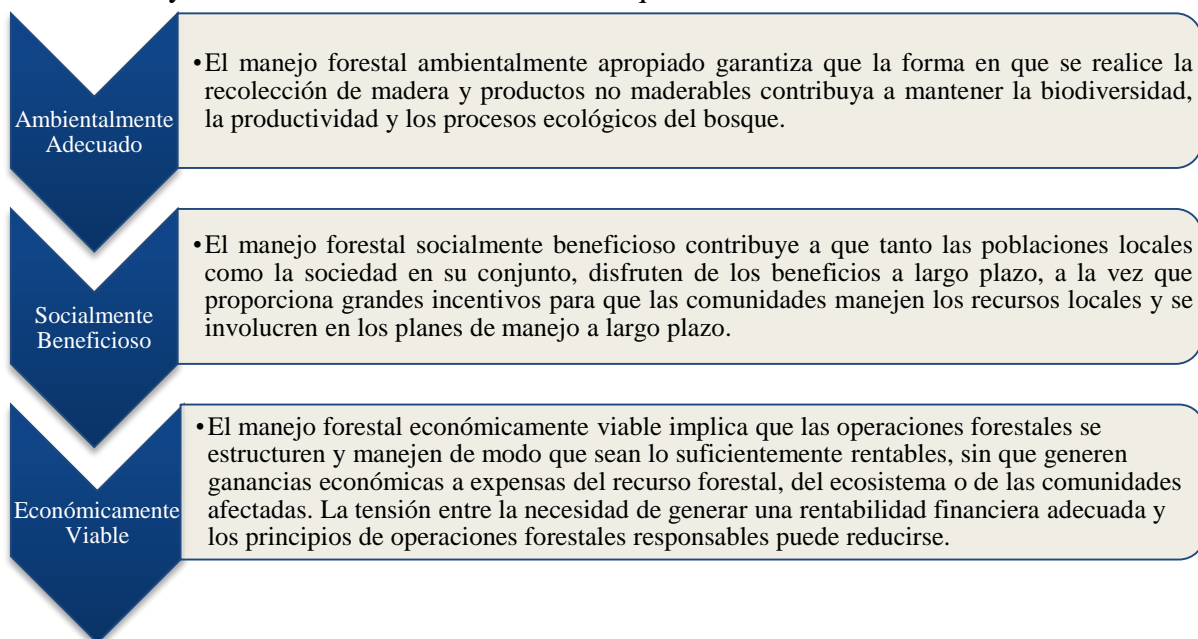 Ambientalmente
Adecuado
•El manejo forestal ambientalmente apropiado garantiza que la forma en que se realice la
recolección de madera y productos no maderables contribuya a mantener la biodiversidad,
la productividad y los procesos ecológicos del bosque.
Socialmente
Beneficioso
•El manejo forestal socialmente beneficioso contribuye a que tanto las poblaciones locales
como la sociedad en su conjunto, disfruten de los beneficios a largo plazo, a la vez que
proporciona grandes incentivos para que las comunidades manejen los recursos locales y se
involucren en los planes de manejo a largo plazo.
Económicamente
Viable
•El manejo forestal económicamente viable implica que las operaciones forestales se
estructuren y manejen de modo que sean lo suficientemente rentables, sin que generen
ganancias económicas a expensas del recurso forestal, del ecosistema o de las comunidades
afectadas. La tensión entre la necesidad de generar una rentabilidad financiera adecuada y
los principios de operaciones forestales responsables puede reducirse.